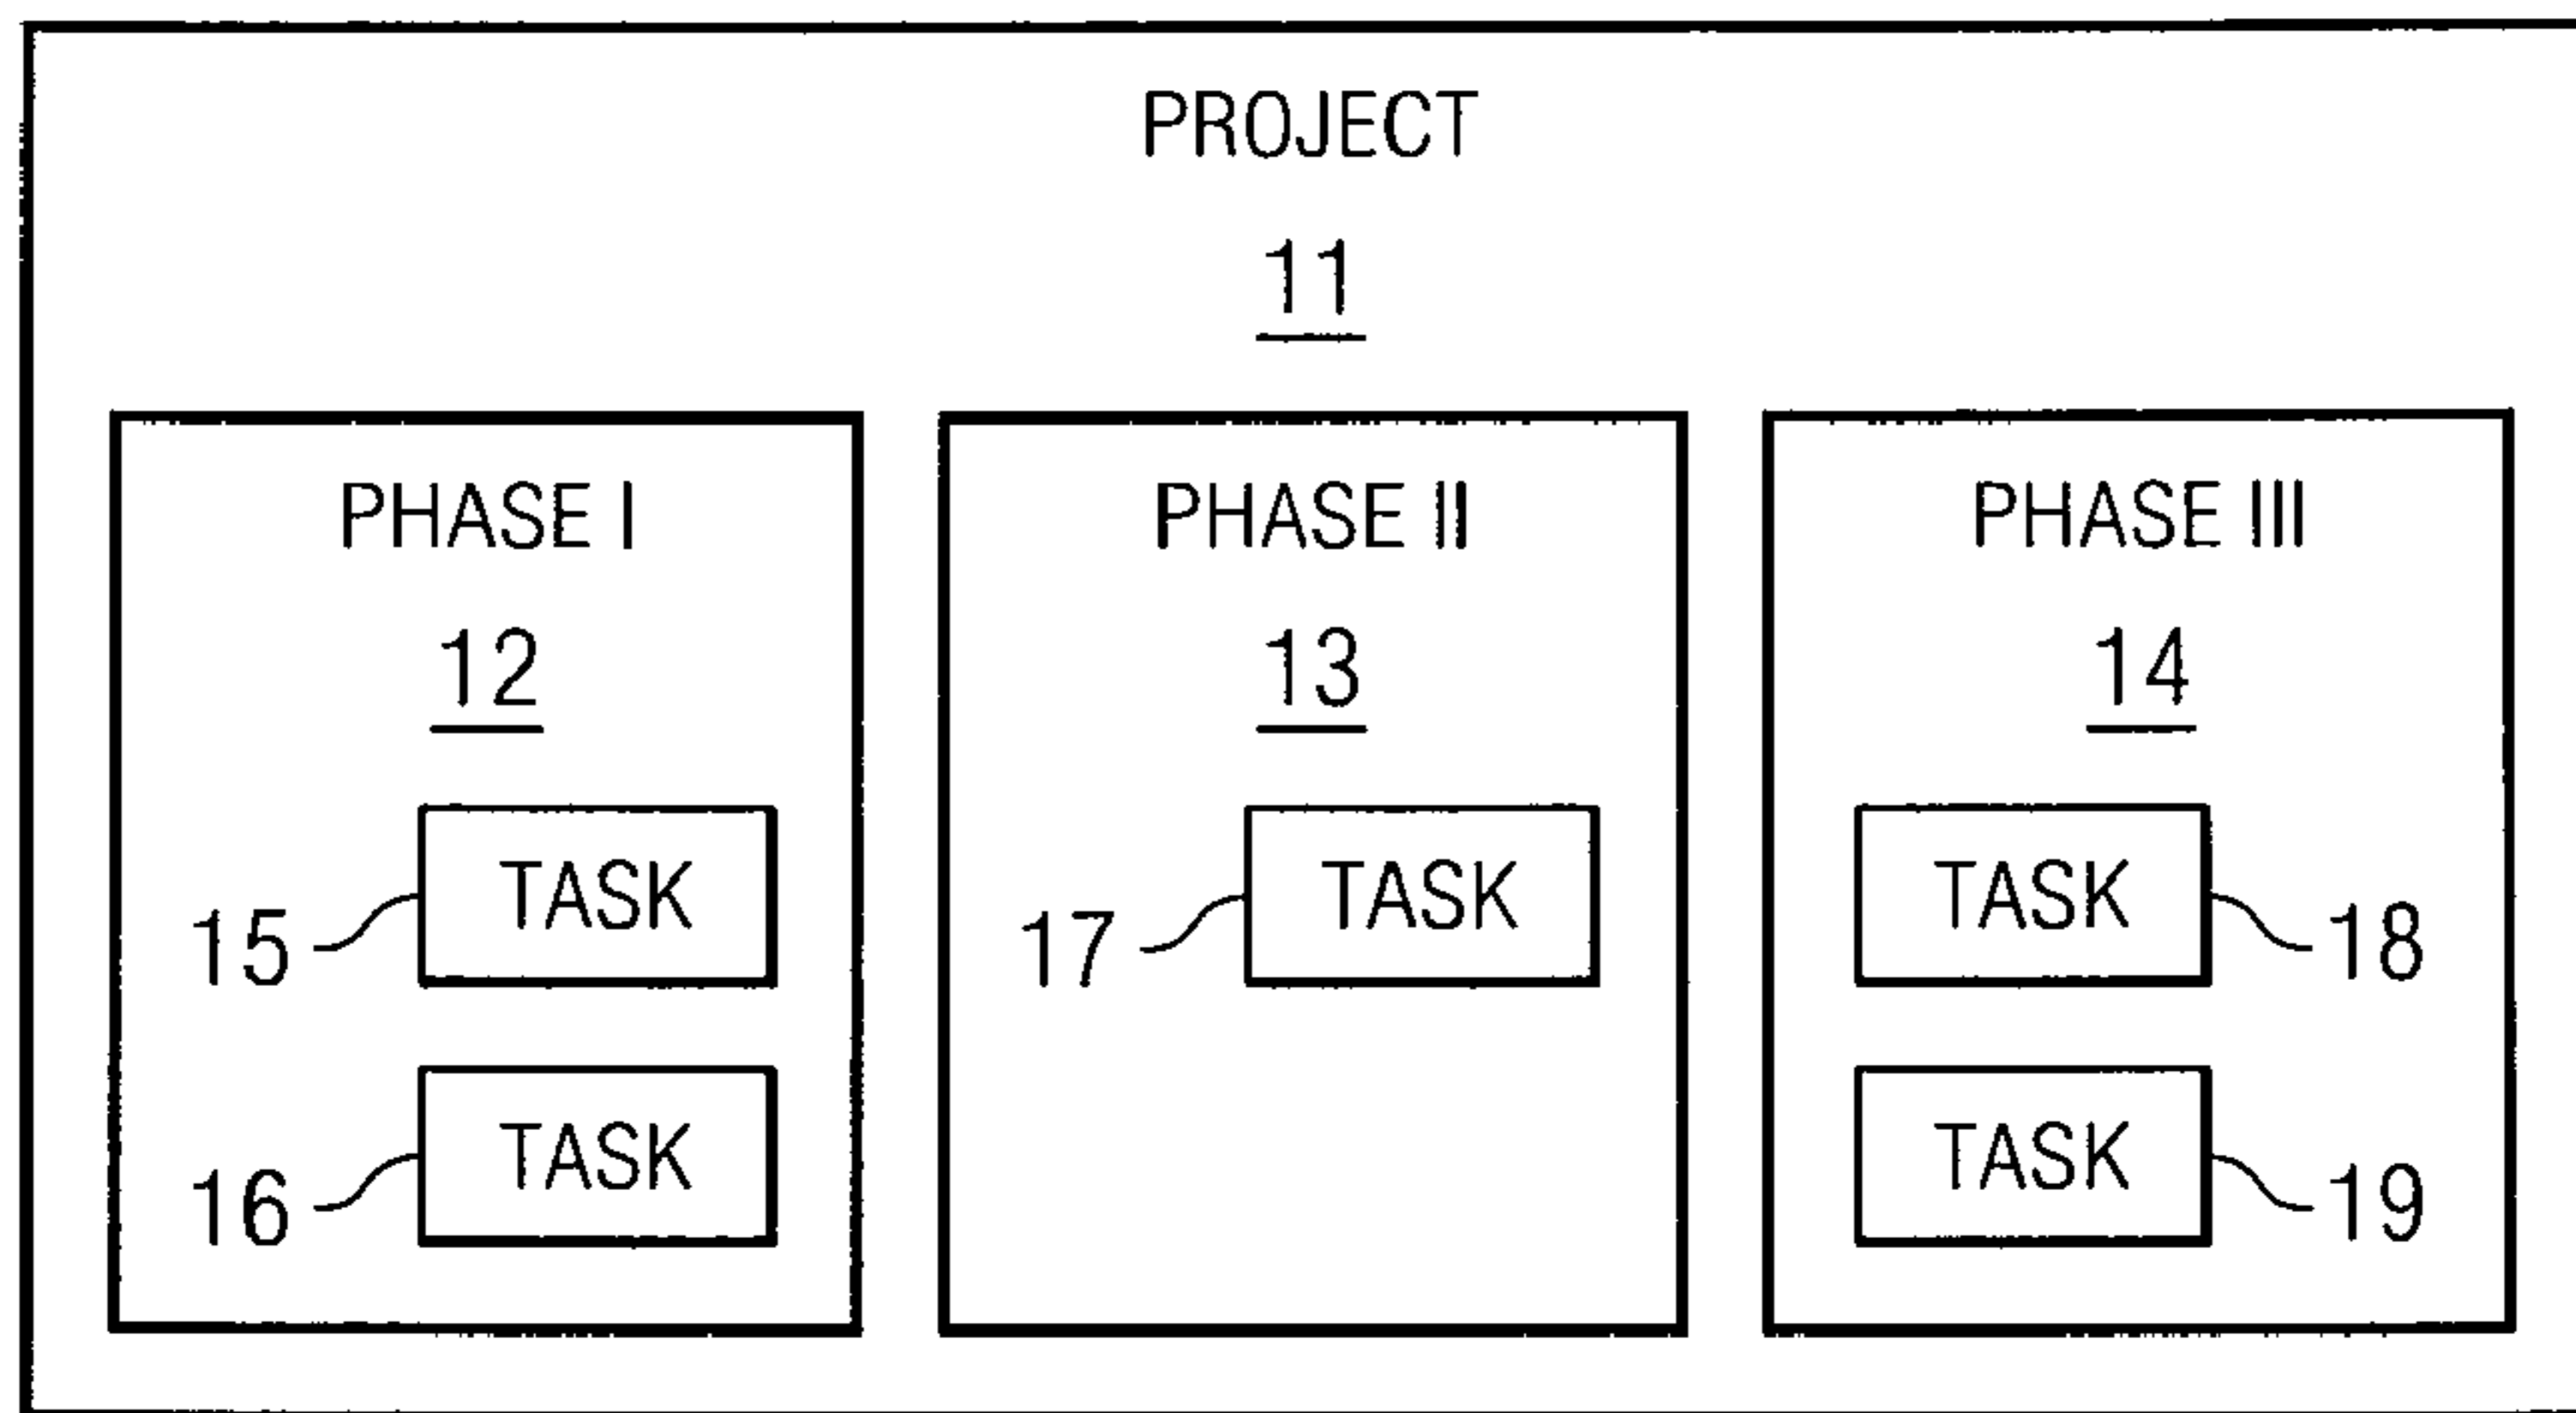 PROJECT
11
PHASE I
12
15 TASK
16 TASK
PHASE II
13
17 TASK
PHASE III
14
TASK 18
TASK 19